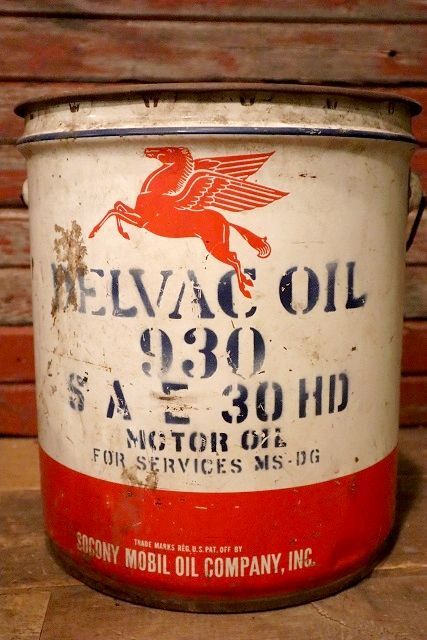 DELVAC OIL
930
SAE 30 HD
MOTOR OIL
FOR SERVICES MS-DG
TRADE MARKS REG. U.S. PAT. OFF BY
SOCONY MOBIL OIL COMPANY, INC.